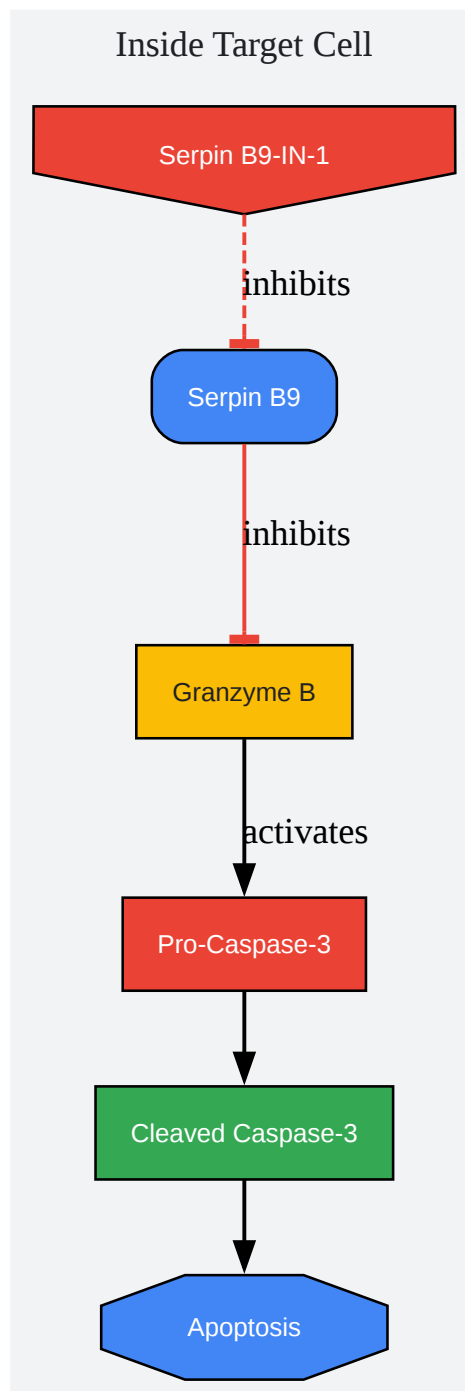 Inside Target Cell
Serpin B9-IN-1
inhibits
Serpin B9
inhibits
Granzyme B
activates
Pro-Caspase-3
Cleaved Caspase-3
Apoptosis